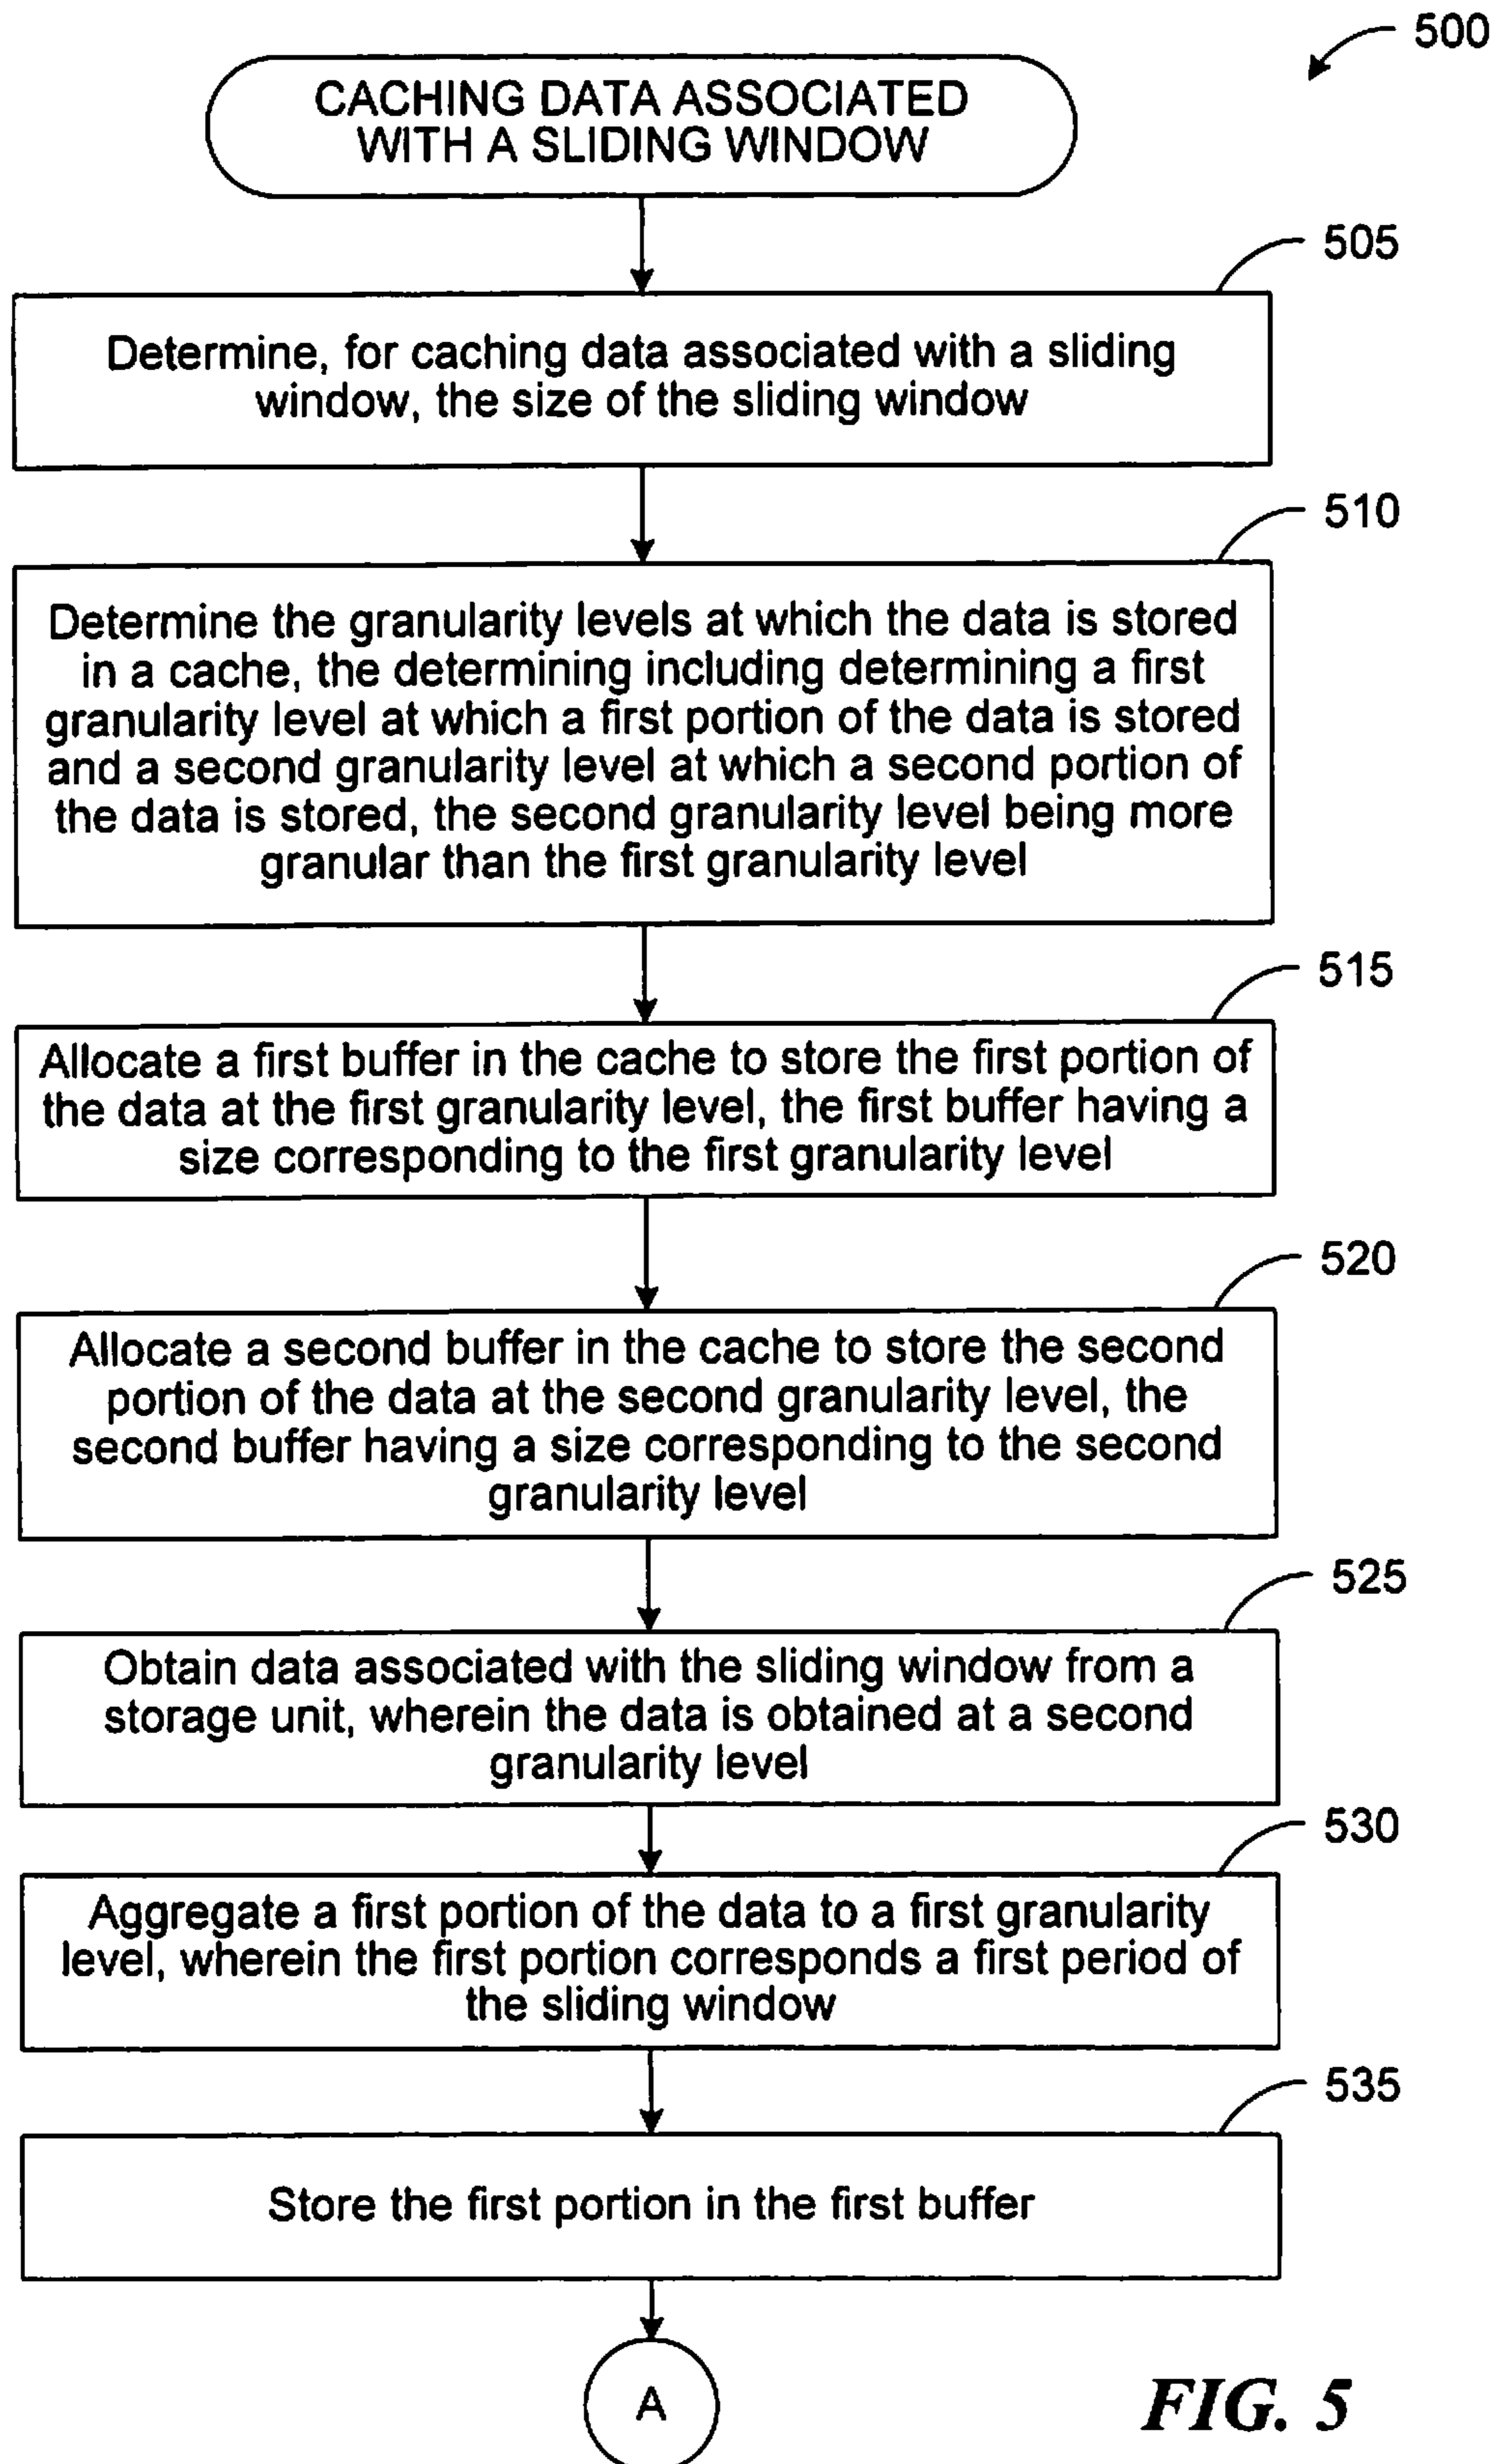 500
CACHING DATA ASSOCIATED
WITH A SLIDING WINDOW
505
Determine, for caching data associated with a sliding
window, the size of the sliding window
510
Determine the granularity levels at which the data is stored
in a cache, the determining including determining a first
granularity level at which a first portion of the data is stored
and a second granularity level at which a second portion of
the data is stored, the second granularity level being more
granular than the first granularity level
515
Allocate a first buffer in the cache to store the first portion of
the data at the first granularity level, the first buffer having a
size corresponding to the first granularity level
520
Allocate a second buffer in the cache to store the second
portion of the data at the second granularity level, the
second buffer having a size corresponding to the second
granularity level
525
Obtain data associated with the sliding window from a
storage unit, wherein the data is obtained at a second
granularity level
530
Aggregate a first portion of the data to a first granularity
level, wherein the first portion corresponds a first period of
the sliding window
535
Store the first portion in the first buffer
A
FIG. 5